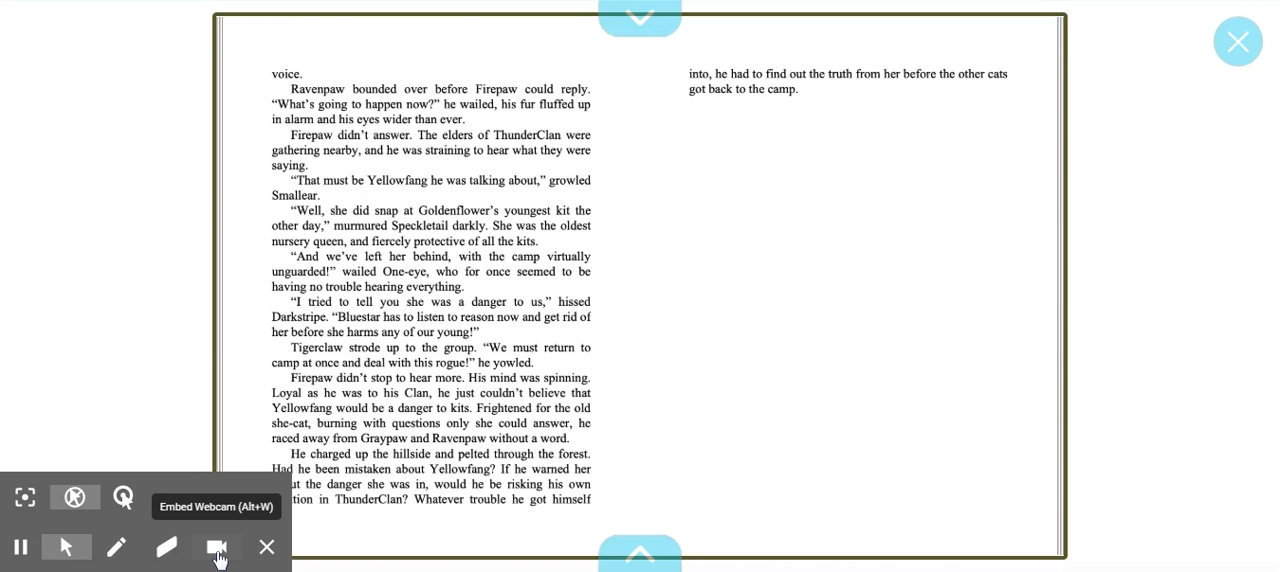 voice.
Ravenpaw bounded over before Firepaw could reply.
“What’s going to happen now?” he wailed, his fur fluffed up
in alarm and his eyes wider than ever.
Firepaw didn’t answer. The elders of ThunderClan were
gathering nearby, and he was straining to hear what they were
saying.
“That must be Yellowfang he was talking about,” growled
Smallear.
“Well, she did snap at Goldenflower’s youngest kit the
other day,” murmured Speckletail darkly. She was the oldest
nursery queen, and fiercely protective of all the kits.
“And we’ve left her behind, with the camp virtually
unguarded!” wailed One-eye, who for once seemed to be
having no trouble hearing everything.
“I tried to tell you she was a danger to us,” hissed
Darkstripe. “Bluestar has to listen to reason now and get rid of
her before she harms any of our young!”
Tigerclaw strode up to the group. “We must return to
camp at once and deal with this rogue!” he yowled.
Firepaw didn’t stop to hear more. His mind was spinning.
Loyal as he was to his Clan, he just couldn’t believe that
Yellowfang would be a danger to kits. Frightened for the old
she-cat, burning with questions only she could answer, he
raced away from Graypaw and Ravenpaw without a word.
He charged up the hillside and pelted through the forest.
Had he been mistaken about Yellowfang? If he warned her
the danger she was in, would he be risking his own
in ThunderClan? Whatever trouble he got himself
into, he had to find out the truth from her before the other cats
got back to the camp.
Embed Webcam (Alt+W)